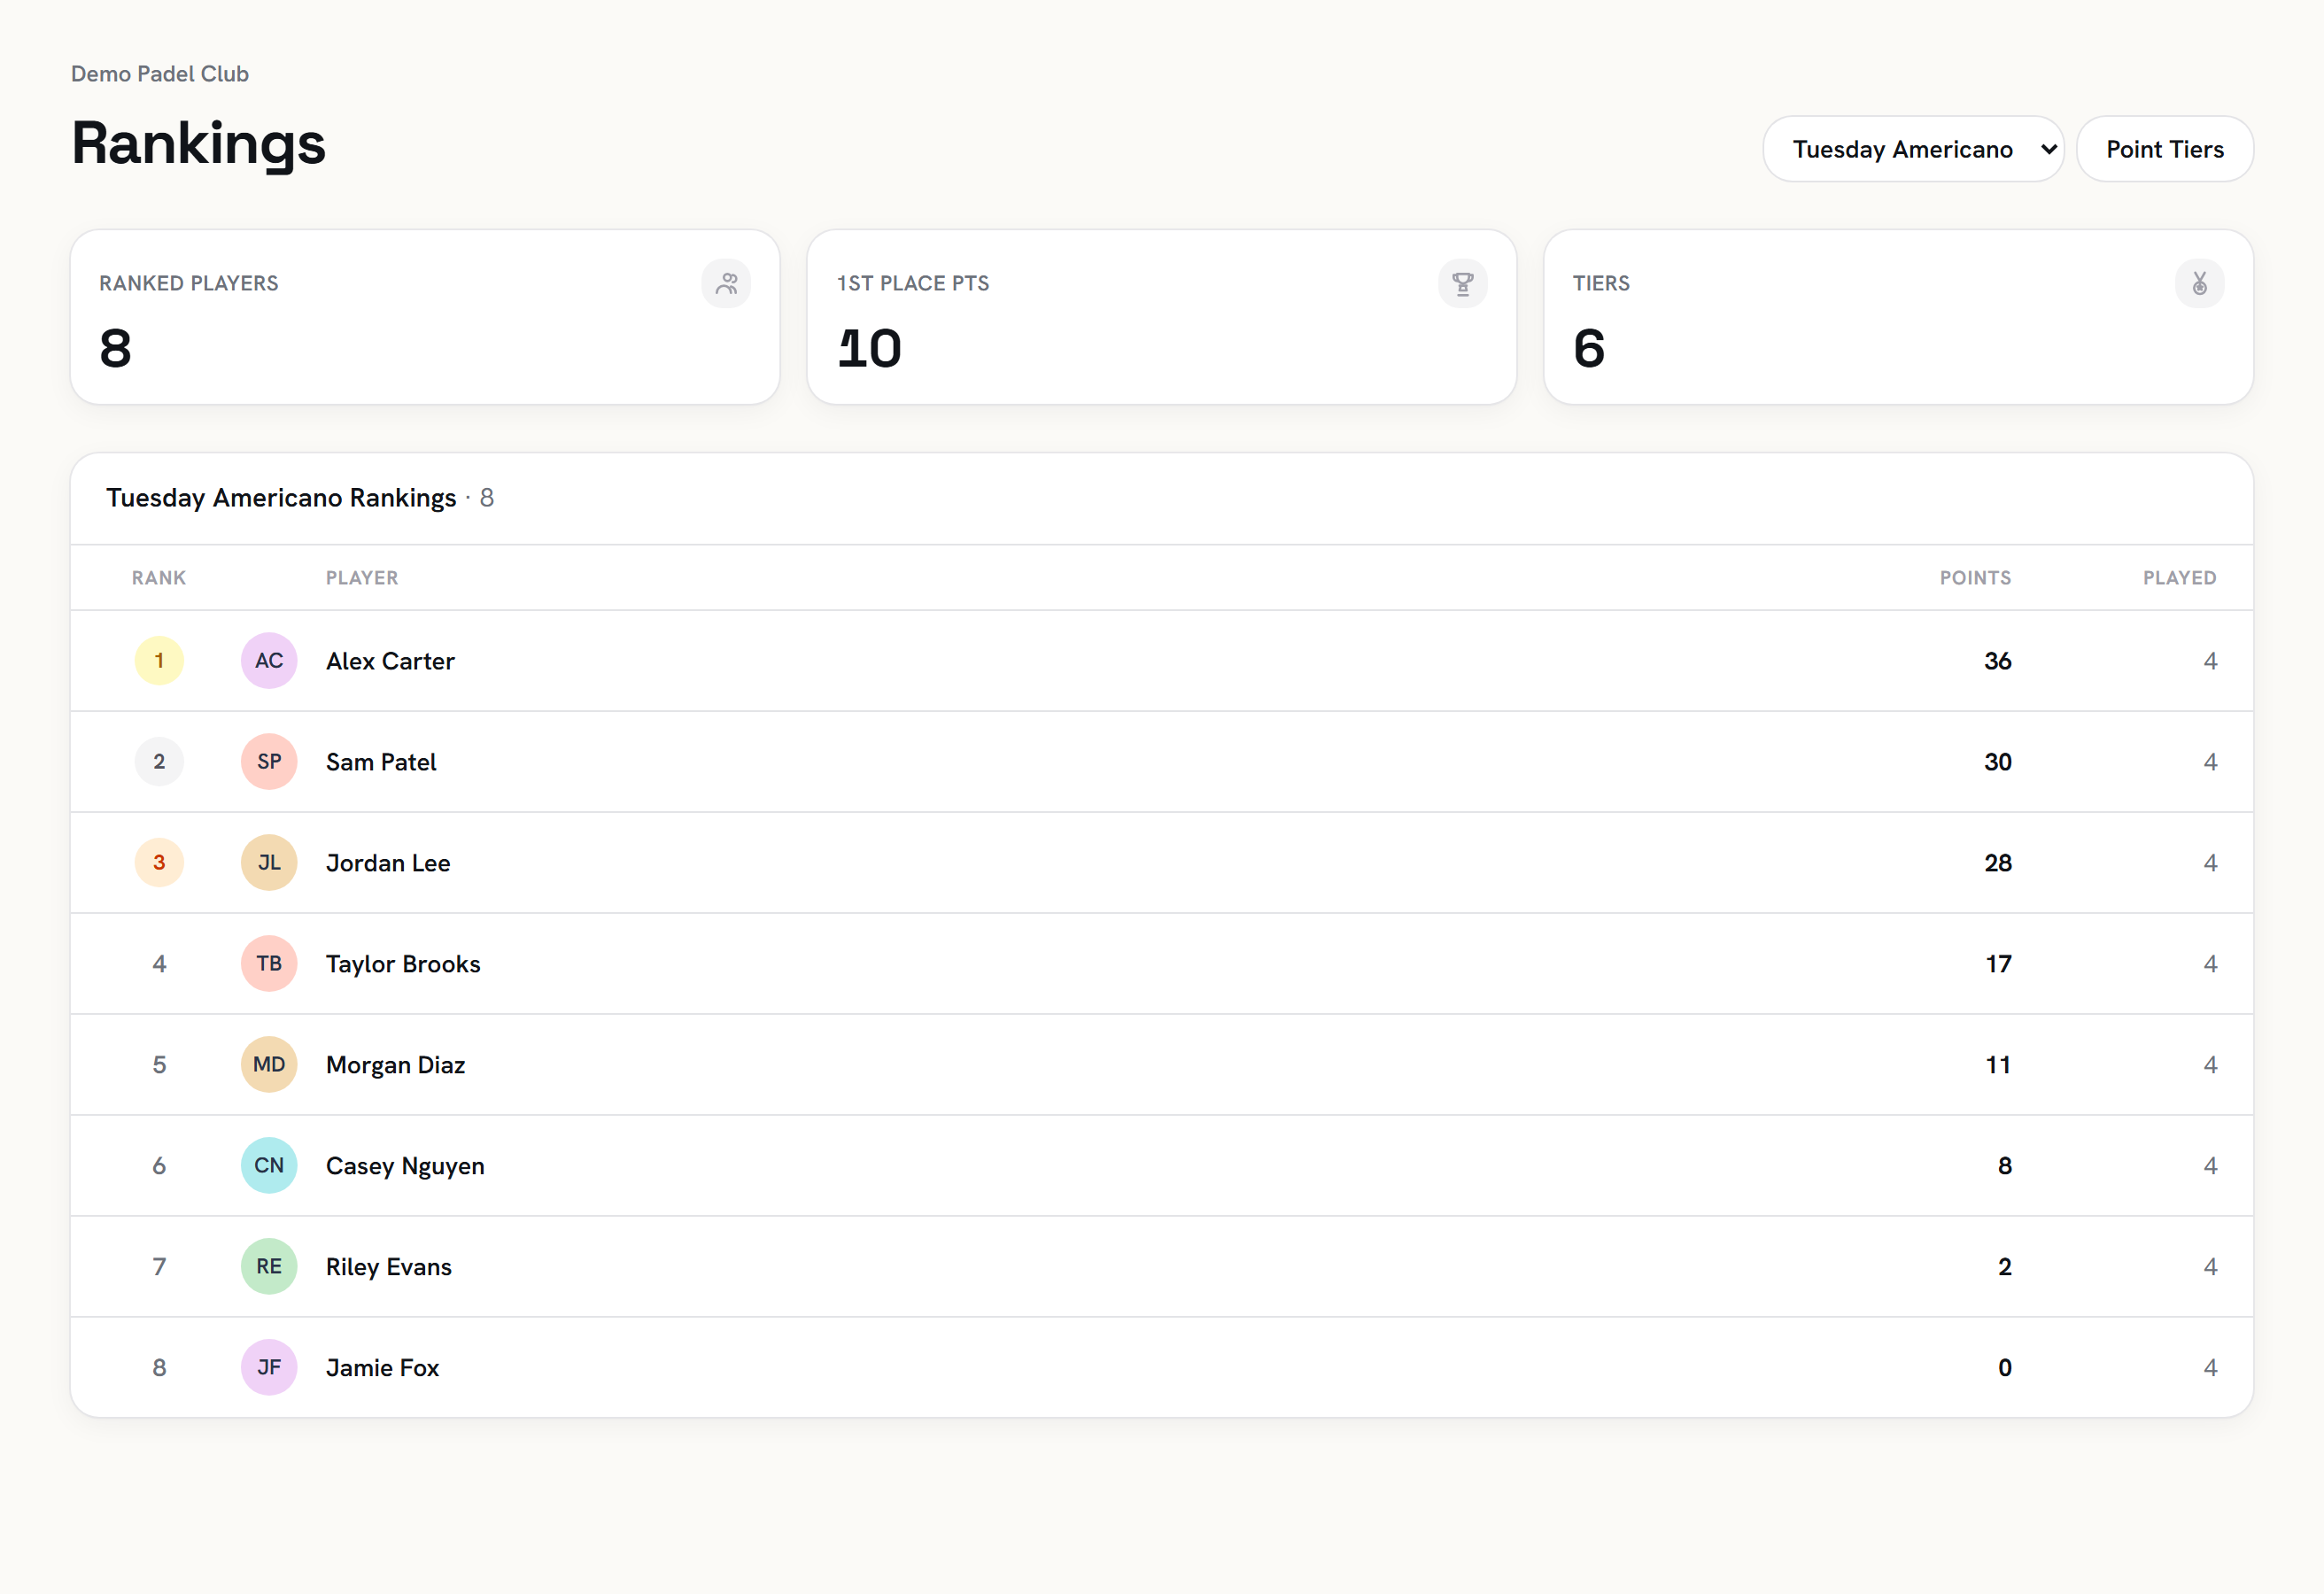 Demo Padel Club
Rankings
Tuesday Americano
Point Tiers
RANKED PLAYERS
8
1ST PLACE PTS
10
TIERS
6
Tuesday Americano Rankings · 8
RANK PLAYER POINTS PLAYED
1 AC Alex Carter 36 4
2 SP Sam Patel 30 4
3 JL Jordan Lee 28 4
4 TB Taylor Brooks 17 4
5 MD Morgan Diaz 11 4
6 CN Casey Nguyen 8 4
7 RE Riley Evans 2 4
8 JF Jamie Fox 0 4